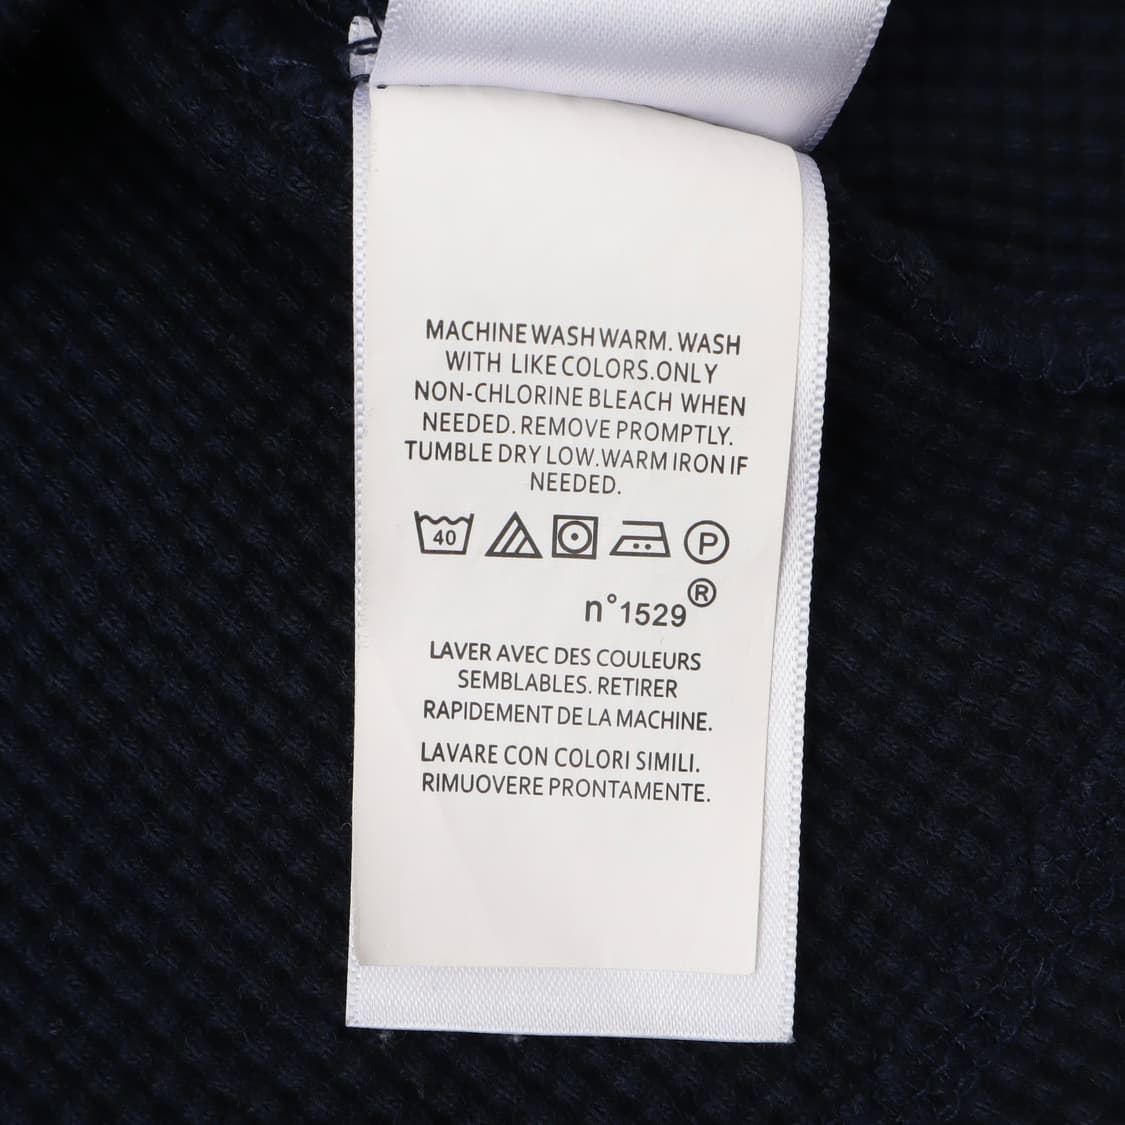 MACHINE WASH WARM. WASH
WITH LIKE COLORS.ONLY
NON-CHLORINE BLEACH WHEN
NEEDED. REMOVE PROMPTLY.
TUMBLE DRY LOW.WARM IRON IF
NEEDED.
40 P
n°1529®
LAVER AVEC DES COULEURS
SEMBLABLES. RETIRER
RAPIDEMENT DE LA MACHINE.
LAVARE CON COLORI SIMILI.
RIMUOVERE PRONTAMENTE.